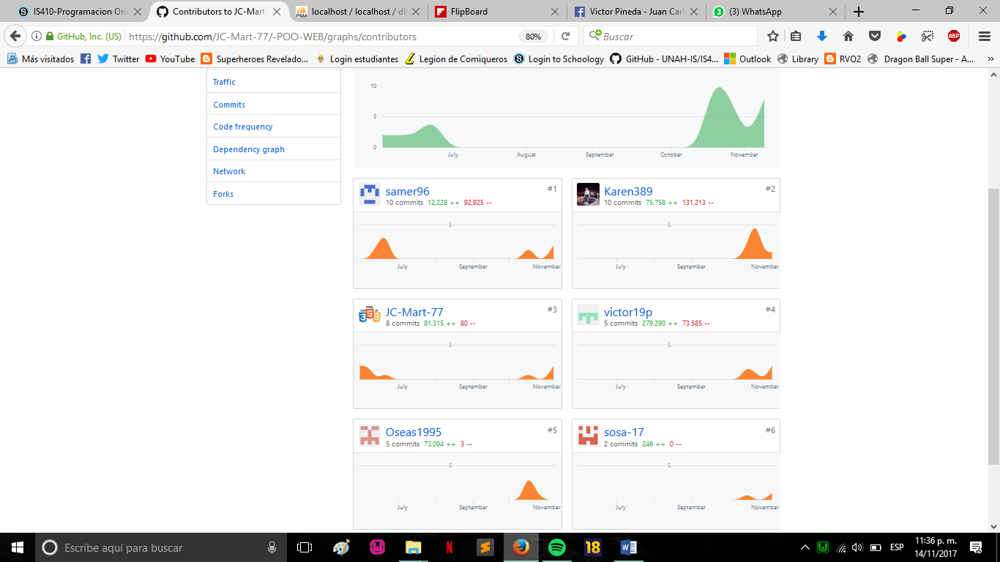 IS410-Programacion Orie
Contributors to JC-Mart-
localhost / localhost / db
FlipBoard
Victor Pineda - Juan Carl
(3) WhatsApp
GitHub, Inc. (US)
https://github.com/JC-Mart-77/-POO-WEB/graphs/contributors
80%
Buscar
ABP
Más visitados
Twitter
YouTube
Superheroes Revelado...
Login estudiantes
Legion de Comiqueros
Login to Schoology
GitHub - UNAH-IS/IS4...
Outlook
Library
RVO2
Dragon Ball Super - A...
Traffic
Commits
Code frequency
Dependency graph
Network
Forks
10
5
0
July
August
September
October
November
samer96
#1
10 commits 12,228 ++ 92,925 --
5
July
September
November
Karen389
#2
10 commits 75,758 ++ 131,213 --
5
July
September
November
JC-Mart-77
#3
8 commits 81,315 ++ 80 --
5
July
September
November
victor19p
#4
5 commits 279,290 ++ 73,585 --
5
July
September
November
Oseas1995
#5
5 commits 73,094 ++ 3 --
5
July
September
November
sosa-17
#6
2 commits 246 ++ 0 --
5
July
September
November
Escribe aquí para buscar
18
ESP
11:36 p. m.
14/11/2017